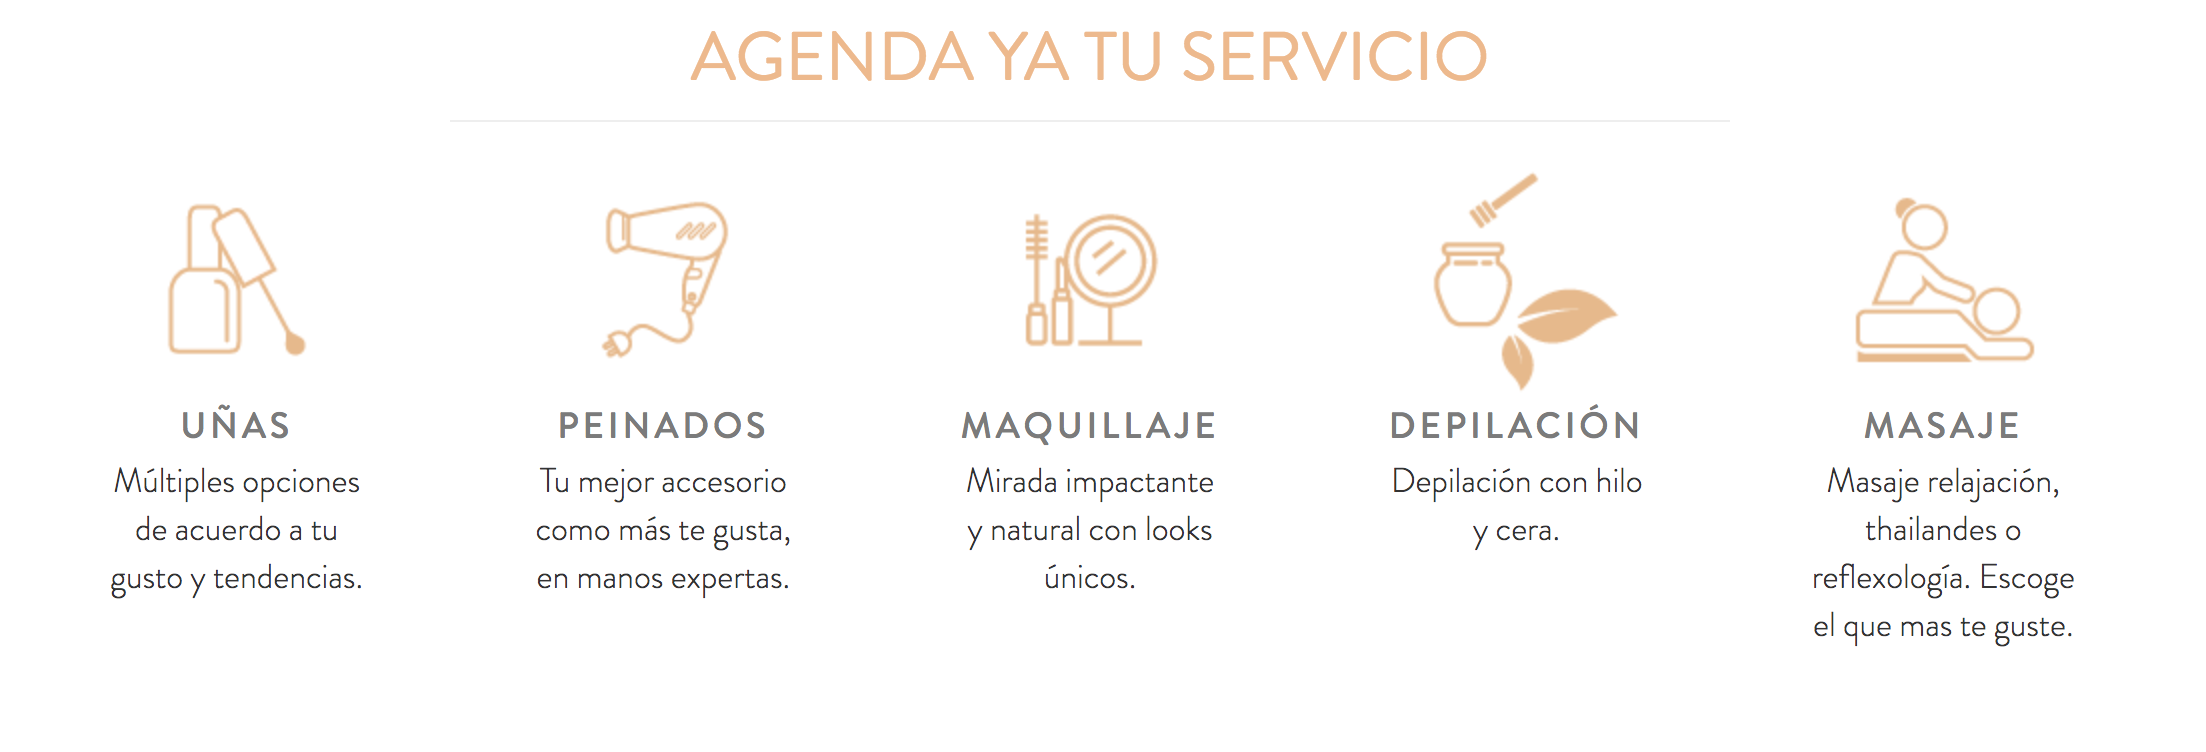 AGENDA YA TU SERVICIO
UÑAS
Múltiples opciones
de acuerdo a tu
gusto y tendencias.
PEINADOS
Tu mejor accesorio
como más te gusta,
en manos expertas.
MAQUILLAJE
Mirada impactante
y natural con looks
únicos.
DEPILACIÓN
Depilación con hilo
y cera.
MASAJE
Masaje relajación,
thailandes o
reflexología. Escoge
el que mas te guste.